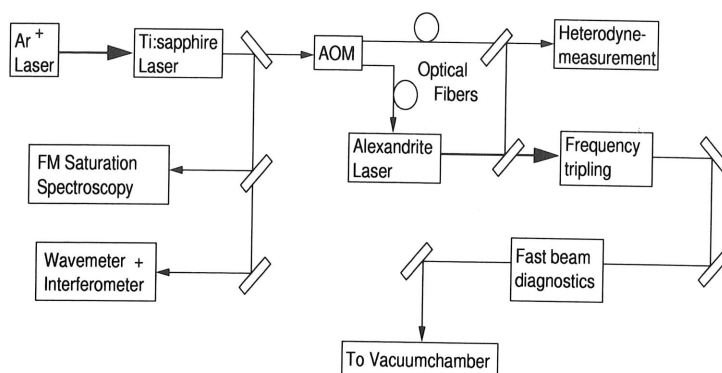 Ar+
Laser
Ti:sapphire
Laser
AOM
Optical
Fibers
Heterodyne-
measurement
FM Saturation
Spectroscopy
Alexandrite
Laser
Frequency
tripling
Wavemeter +
Interferometer
Fast beam
diagnostics
To Vacuumchamber